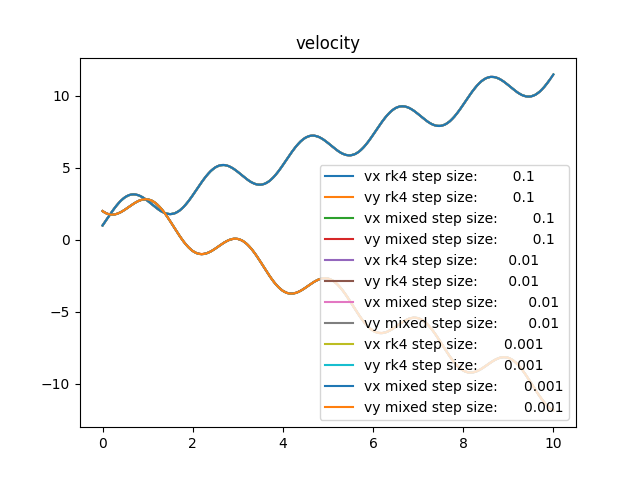 velocity
10
5
0
−5
−10
vx rk4 step size: 0.1
vy rk4 step size: 0.1
vx mixed step size: 0.1
vy mixed step size: 0.1
vx rk4 step size: 0.01
vy rk4 step size: 0.01
vx mixed step size: 0.01
vy mixed step size: 0.01
vx rk4 step size: 0.001
vy rk4 step size: 0.001
vx mixed step size: 0.001
vy mixed step size: 0.001
0 2 4 6 8 10